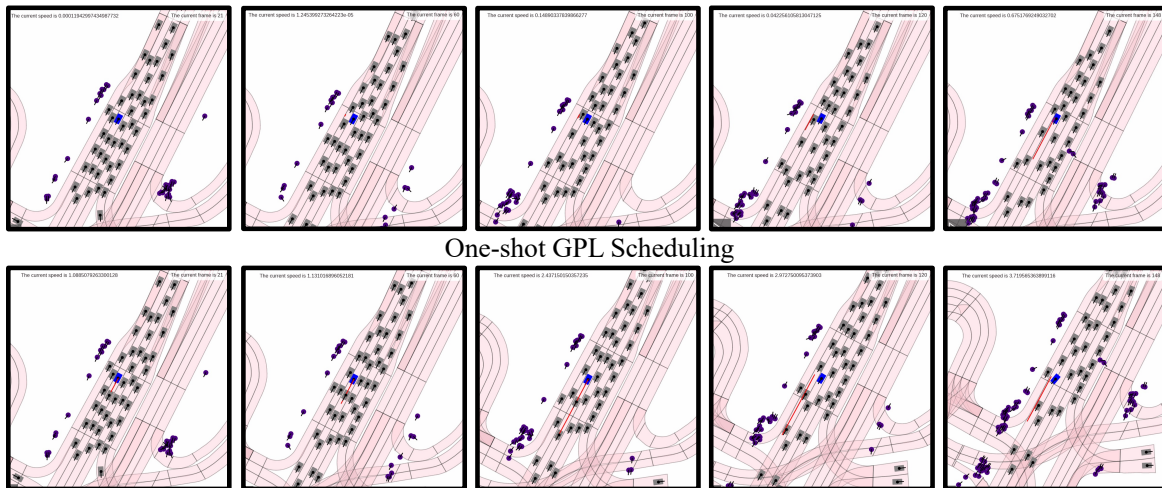 The current speed is 0.00011942997434987732
The current frame is 21
The current speed is 1.245399273264223e-05
The current frame is 60
The current speed is 0.14890337839866277
The current frame is 100
The current speed is 0.042256105813047125
The current frame is 120
The current speed is 0.6751769249032702
The current frame is 148
One-shot GPL Scheduling
The current speed is 1.0885079263300128
The current frame is 21
The current speed is 1.131016896052181
The current frame is 60
The current speed is 2.437150150357235
The current frame is 100
The current speed is 2.972750095373903
The current frame is 120
The current speed is 3.719565363899116
The current frame is 148